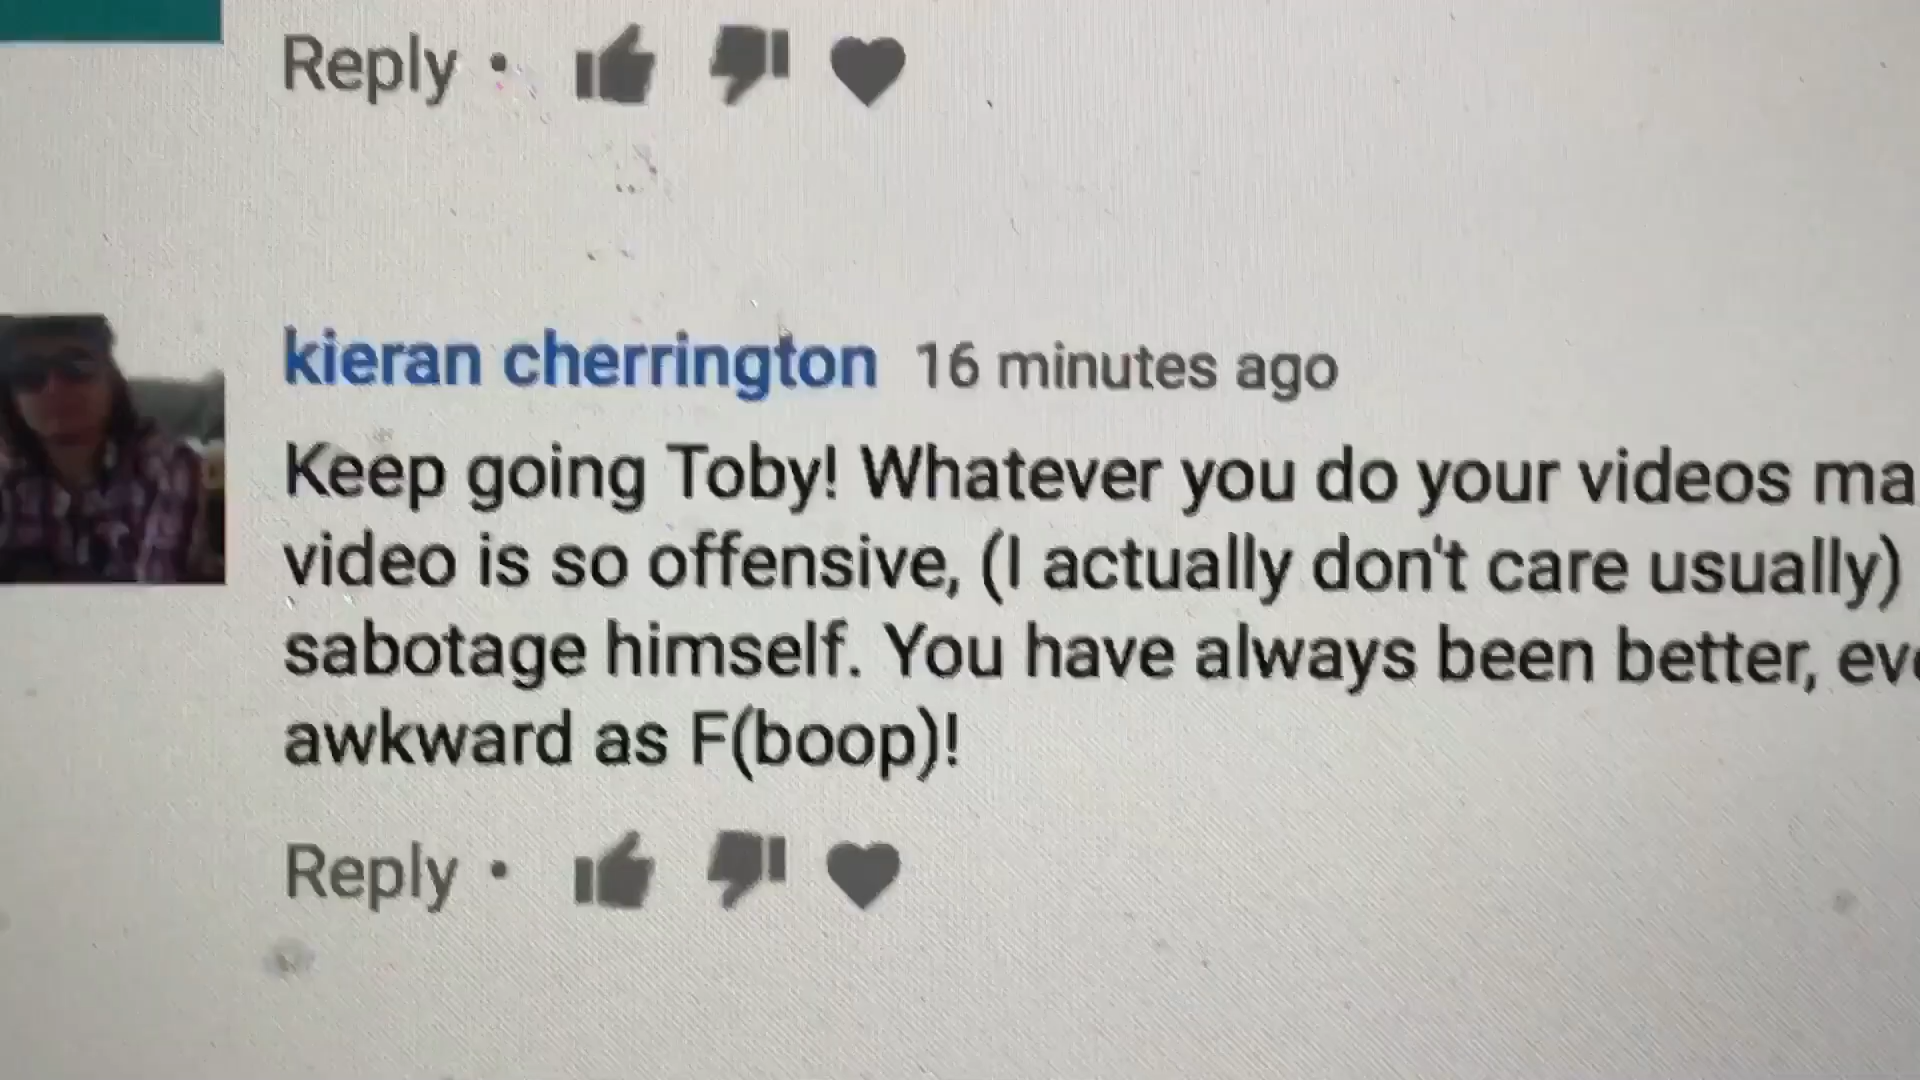 Reply •
kieran cherrington 16 minutes ago
Keep going Toby! Whatever you do your videos ma
video is so offensive, (I actually don't care usually)
sabotage himself. You have always been better, eve
awkward as F(boop)!
Reply •